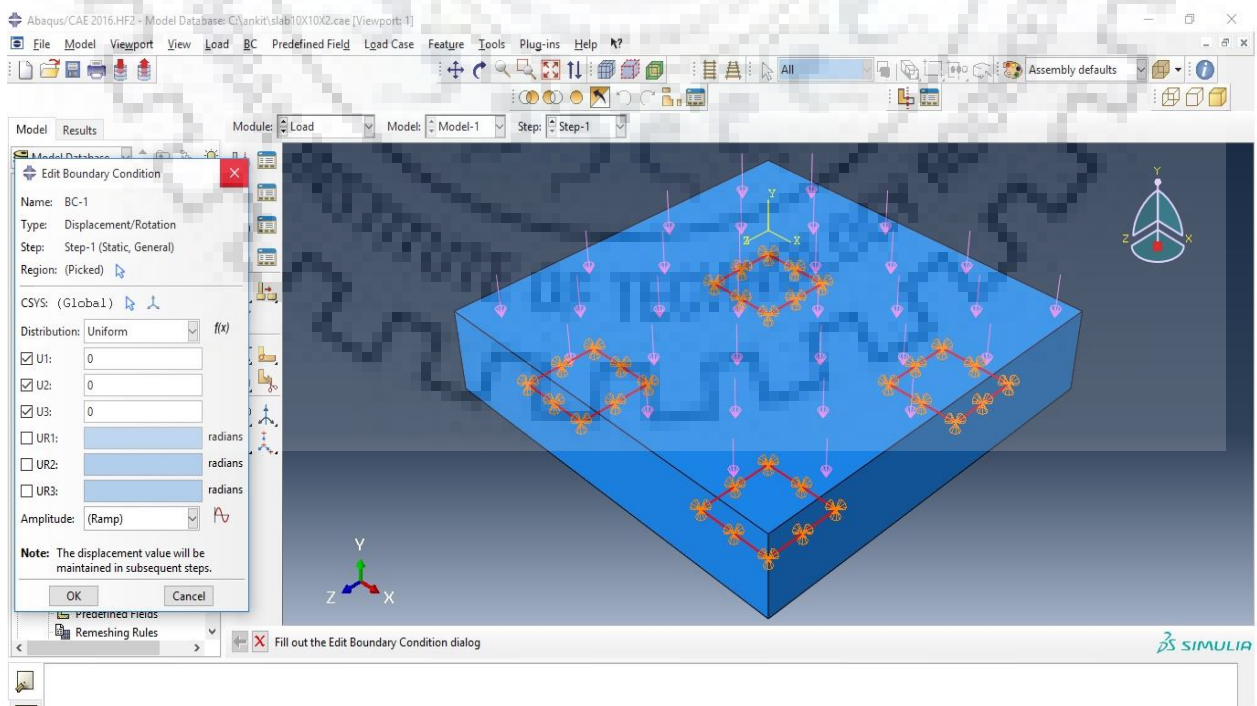 Abaqus/CAE 2016.HF2 - Model Database: C:\ankit\slab10X10X2.cae [Viewport: 1]
File Model Viewport View Load BC Predefined Field Load Case Feature Tools Plug-ins Help
All
Assembly defaults
Model Results
Module: Load Model: Model-1 Step: Step-1
Model Database
Edit Boundary Condition
Name: BC-1
Type: Displacement/Rotation
Step: Step-1 (Static, General)
Region: (Picked)
CSYS: (Global)
Distribution: Uniform f(x)
U1: 0
U2: 0
U3: 0
UR1: radians
UR2: radians
UR3: radians
Amplitude: (Ramp)
Note: The displacement value will be
maintained in subsequent steps.
OK Cancel
Predefined Fields
Remeshing Rules
Y
Z X
Y
Z X
Y
Z X
Fill out the Edit Boundary Condition dialog
SIMULIA